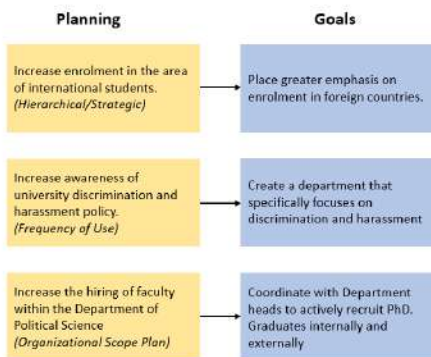 Planning
Goals
Increase enrolment in the area
of international students.
(Hierarchical/Strategic)
Place greater emphasis on
enrolment in foreign countries.
Increase awareness of
university discrimination and
harassment policy.
(Frequency of Use)
Create a department that
specifically focuses on
discrimination and harassment
Increase the hiring of faculty
within the Department of
Political Science
(Organizational Scope Plan)
Coordinate with Department
heads to actively recruit PhD.
Graduates internally and
externally